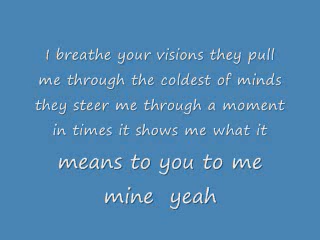 I breathe your visions they pull
me through the coldest of minds
they steer me through a moment
in times it shows me what it
means to you to me
mine yeah